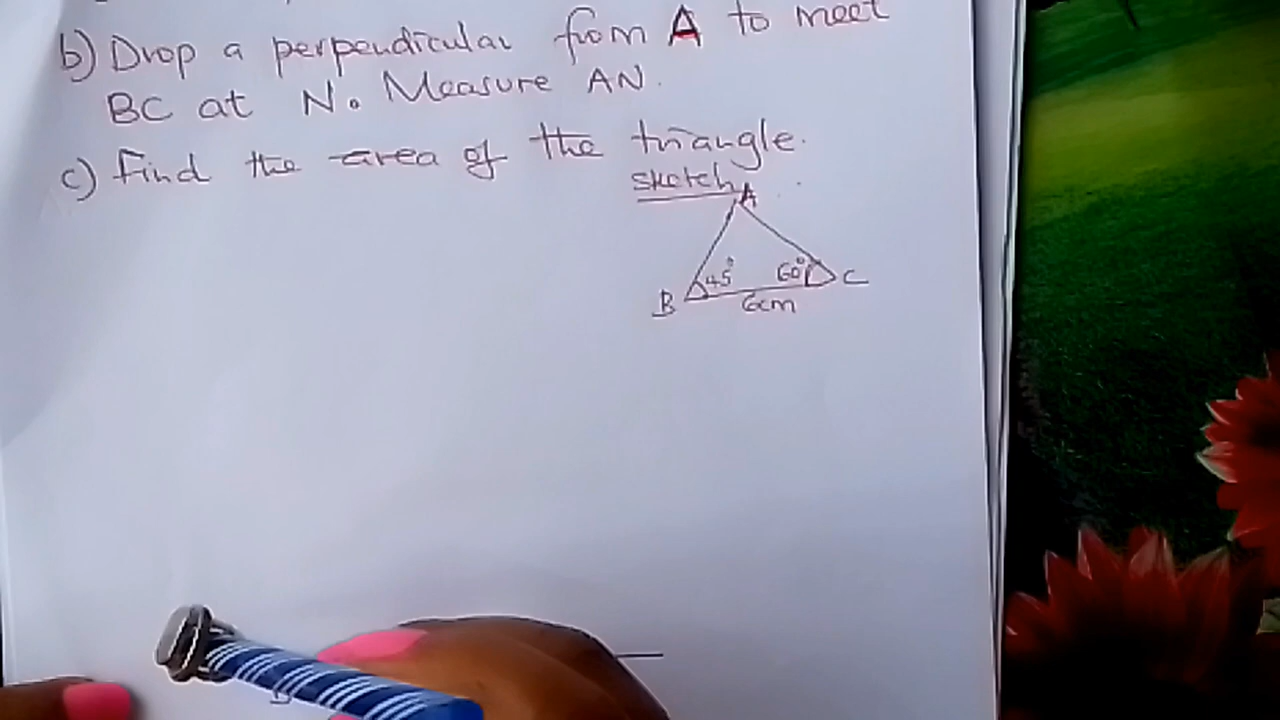 b) Drop a perpendicular from A to meet
BC at N. Measure AN.
c) Find the area of the triangle.
sketch
A
45° 60°
B 6cm C
B